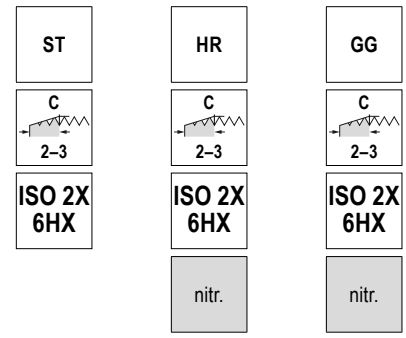 ST
HR
GG
C
2–3
C
2–3
C
2–3
ISO 2X
6HX
ISO 2X
6HX
ISO 2X
6HX
nitr.
nitr.